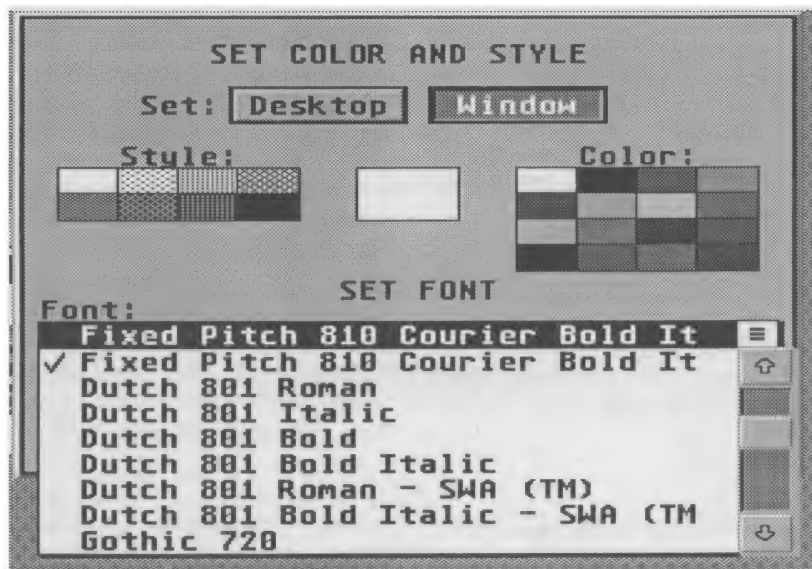 SET COLOR AND STYLE
Set: Desktop Window
Style: Color:
SET FONT
Font:
Fixed Pitch 810 Courier Bold It
✓ Fixed Pitch 810 Courier Bold It
Dutch 801 Roman
Dutch 801 Italic
Dutch 801 Bold
Dutch 801 Bold Italic
Dutch 801 Roman - SWA (TM)
Dutch 801 Bold Italic - SWA (TM
Gothic 720